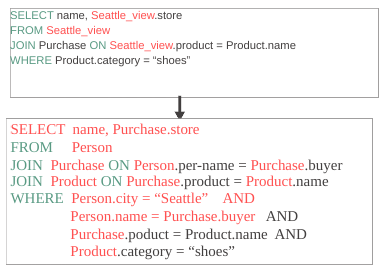 SELECT name, Seattle_view.store
FROM Seattle_view
JOIN Purchase ON Seattle_view.product = Product.name
WHERE Product.category = “shoes”
SELECT name, Purchase.store
FROM Person
JOIN Purchase ON Person.per-name = Purchase.buyer
JOIN Product ON Purchase.product = Product.name
WHERE Person.city = “Seattle” AND
Person.name = Purchase.buyer AND
Purchase.poduct = Product.name AND
Product.category = “shoes”